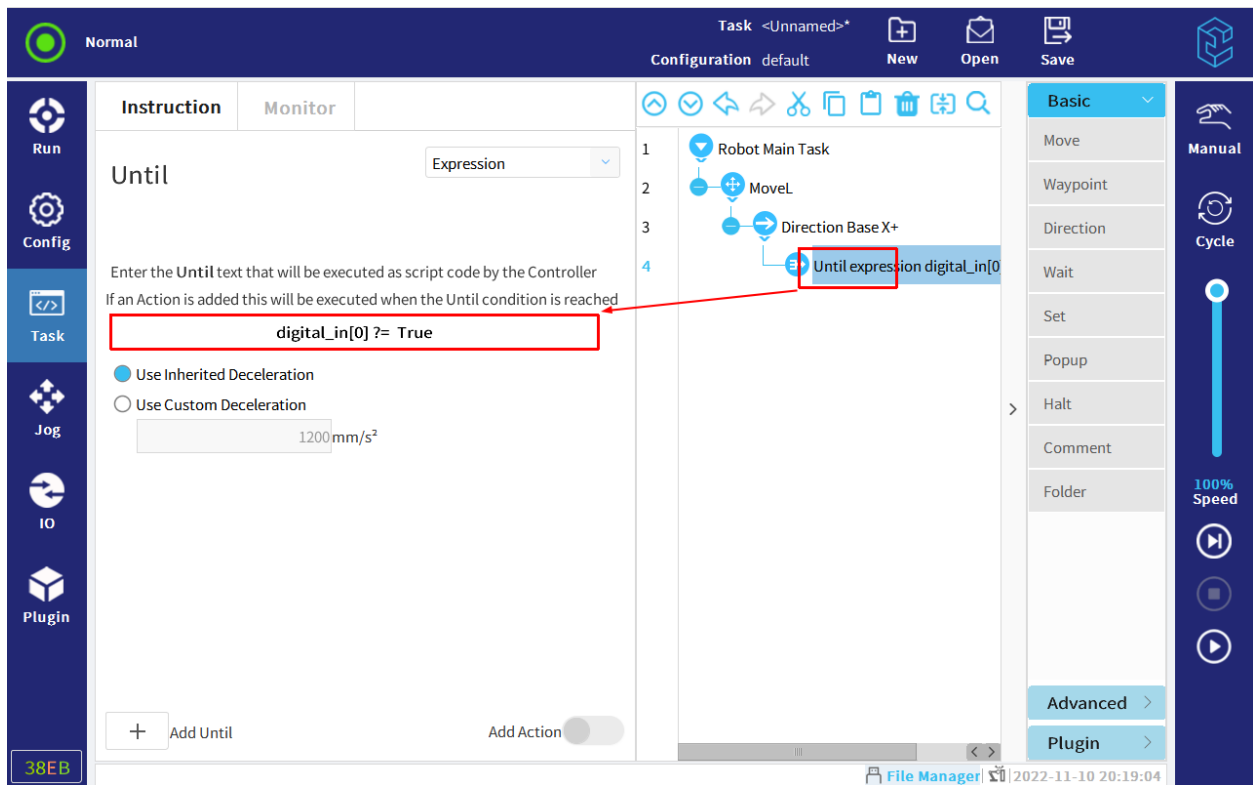 Normal
Task <Unnamed>*
Configuration default
New
Open
Save
Run
Config
Task
Jog
IO
Plugin
38EB
Instruction
Monitor
Until
Expression
Enter the Until text that will be executed as script code by the Controller
If an Action is added this will be executed when the Until condition is reached
digital_in[0] ?= True
Use Inherited Deceleration
Use Custom Deceleration
1200 mm/s²
+ Add Until
Add Action
1 Robot Main Task
2 MoveL
3 Direction Base X+
4 Until expression digital_in[0
Basic
Move
Waypoint
Direction
Wait
Set
Popup
Halt
Comment
Folder
Advanced
Plugin
Manual
Cycle
100%
Speed
File Manager
2022-11-10 20:19:04